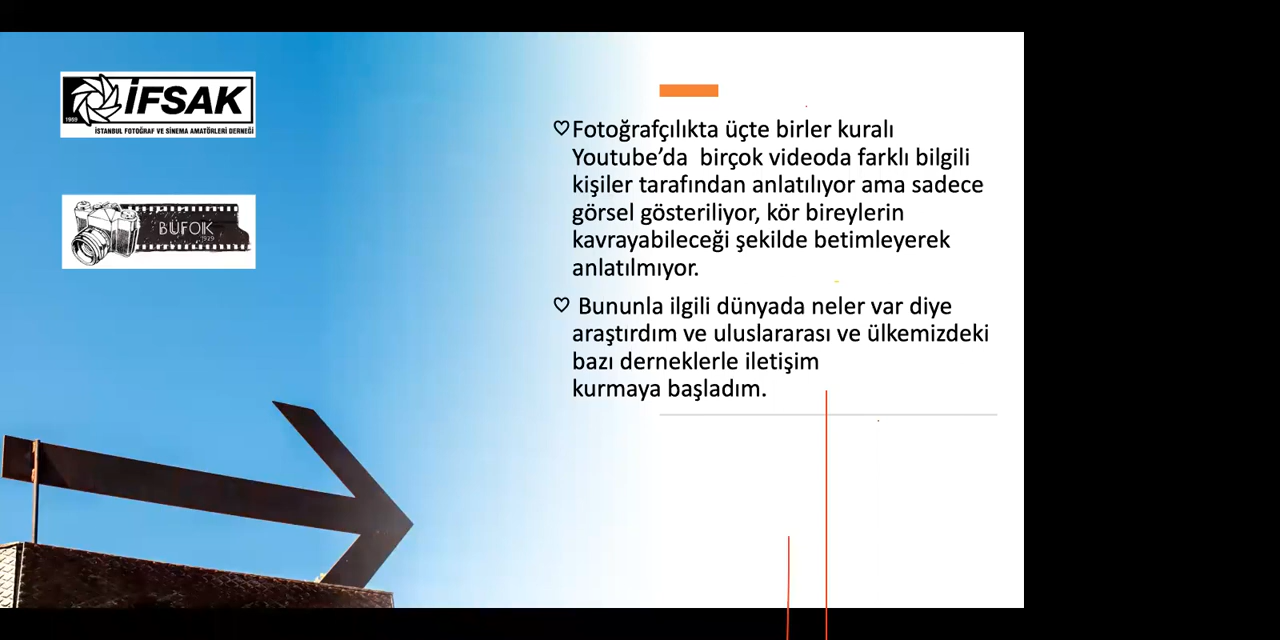 İFSAK
1959
İSTANBUL FOTOĞRAF VE SİNEMA AMATÖRLERİ DERNEĞİ
BUFOK
1979
Fotoğrafçılıkta üçte birler kuralı
Youtube’da birçok videoda farklı bilgili
kişiler tarafından anlatılıyor ama sadece
görsel gösteriliyor, kör bireylerin
kavrayabileceği şekilde betimleyerek
anlatılmıyor.
Bununla ilgili dünyada neler var diye
araştırdım ve uluslararası ve ülkemizdeki
bazı derneklerle iletişim
kurmaya başladım.